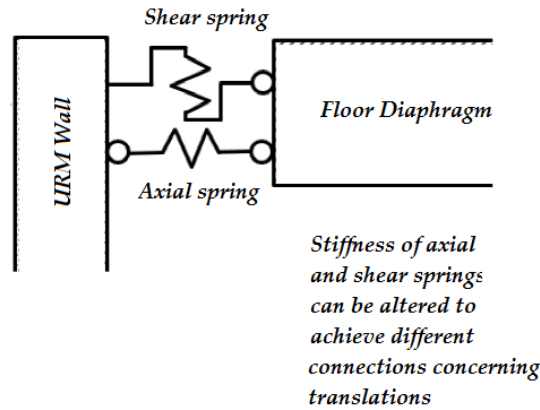 Shear spring
URM Wall
Floor Diaphragm
Axial spring
Stiffness of axial
and shear springs
can be altered to
achieve different
connections concerning
translations